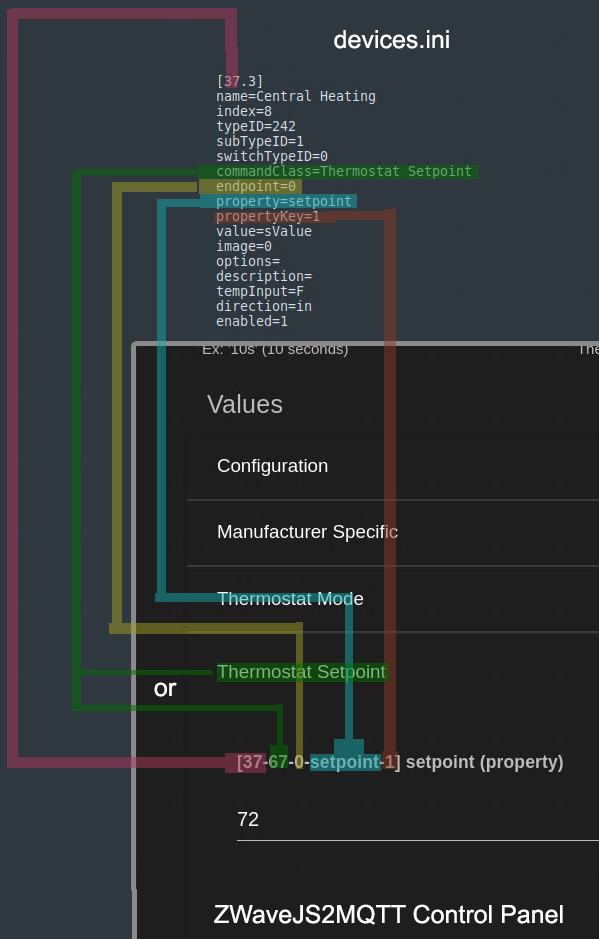 devices.ini
[37.3]
name=Central Heating
index=8
typeID=242
subTypeID=1
switchTypeID=0
commandClass=Thermostat Setpoint
endpoint=0
property=setpoint
propertyKey=1
value=sValue
image=0
options=
description=
tempInput=F
direction=in
enabled=1
Ex: '10s' (10 seconds)
The
Values
Configuration
Manufacturer Specific
Thermostat Mode
Thermostat Setpoint
or
[37-67-0-setpoint-1] setpoint (property)
72
ZWaveJS2MQTT Control Panel